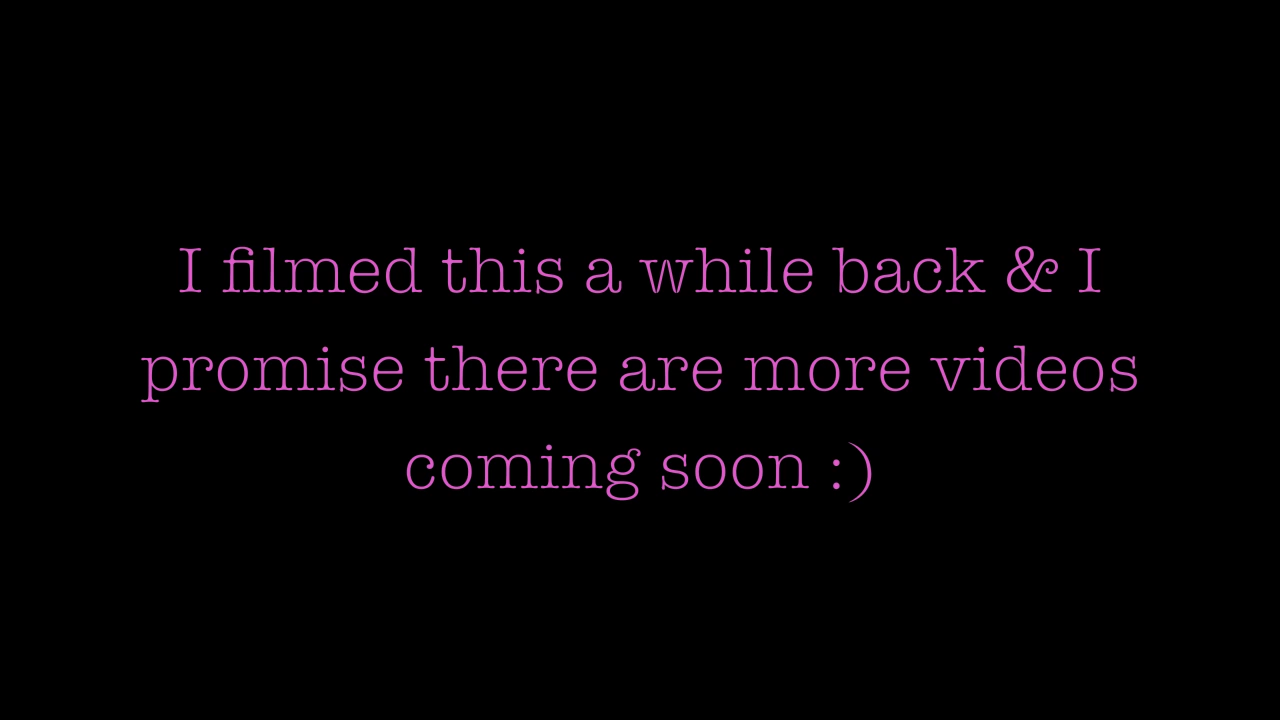 I filmed this a while back & I
promise there are more videos
coming soon :)